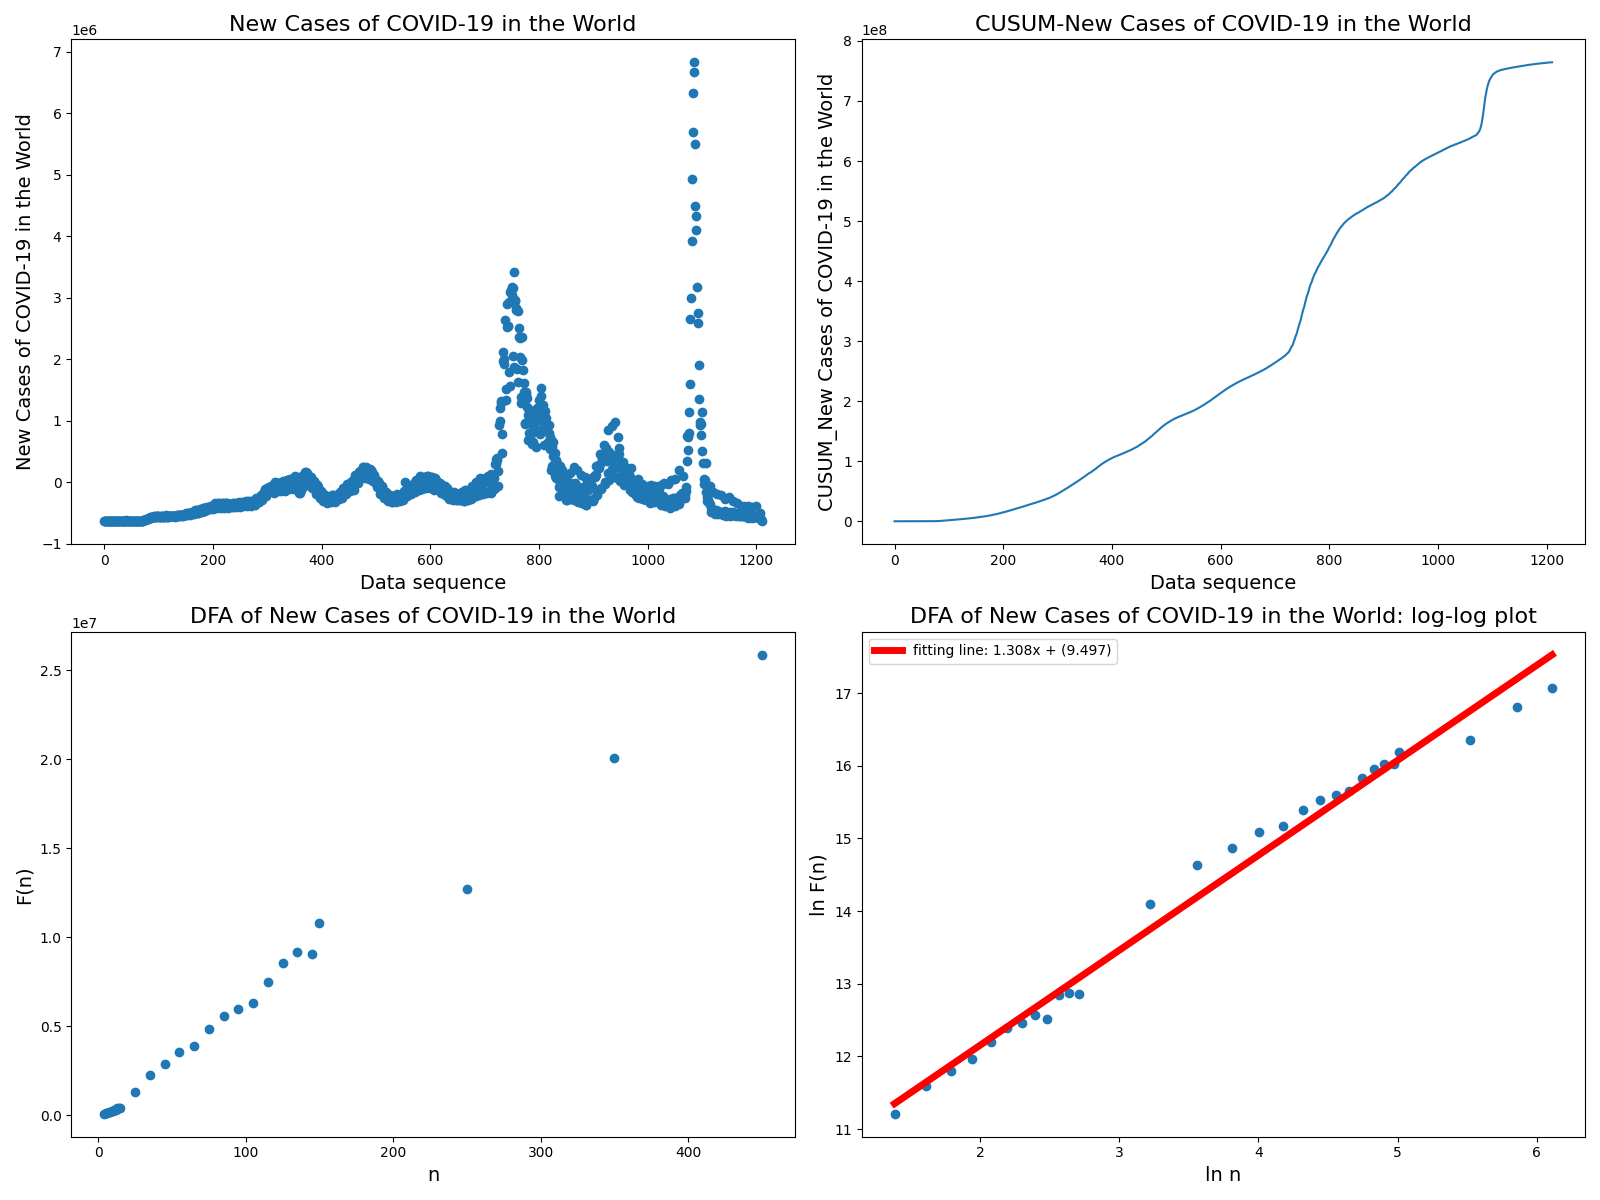 New Cases of COVID-19 in the World
1e6
7
6
5
4
3
2
1
0
−1
0 200 400 600 800 1000 1200
Data sequence
New Cases of COVID-19 in the World
CUSUM-New Cases of COVID-19 in the World
1e8
8
7
6
5
4
3
2
1
0
0 200 400 600 800 1000 1200
Data sequence
CUSUM_New Cases of COVID-19 in the World
DFA of New Cases of COVID-19 in the World
1e7
2.5
2.0
1.5
1.0
0.5
0.0
0 100 200 300 400
n
F(n)
DFA of New Cases of COVID-19 in the World: log-log plot
fitting line: 1.308x + (9.497)
17
16
15
14
13
12
11
2 3 4 5 6
ln n
ln F(n)